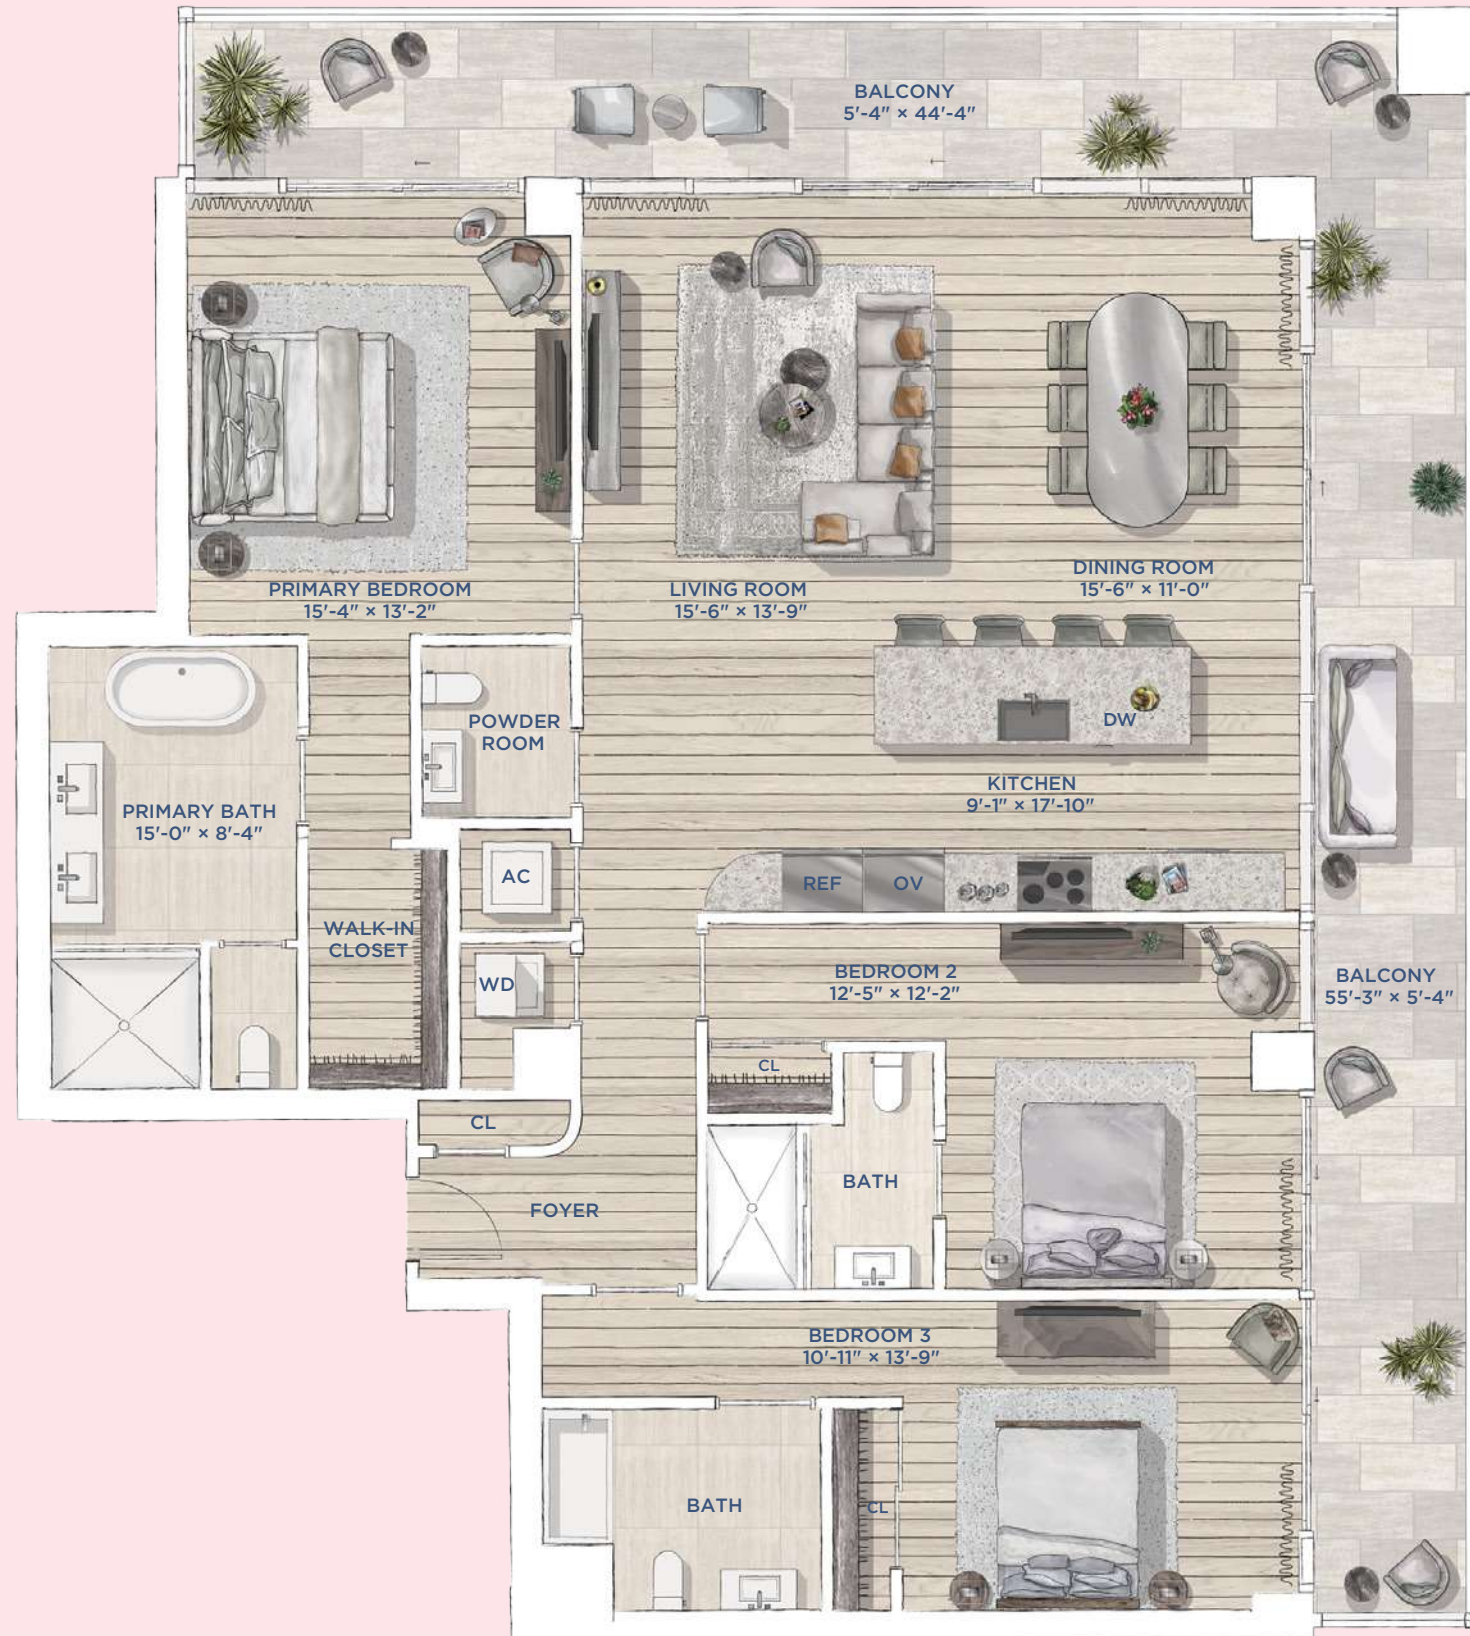 BALCONY
5'-4" × 44'-4"
PRIMARY BEDROOM
15'-4" × 13'-2"
LIVING ROOM
15'-6" × 13'-9"
DINING ROOM
15'-6" × 11'-0"
POWDER
ROOM
DW
KITCHEN
9'-1" × 17'-10"
PRIMARY BATH
15'-0" × 8'-4"
AC
REF
OV
WALK-IN
CLOSET
WD
BEDROOM 2
12'-5" × 12'-2"
BALCONY
55'-3" × 5'-4"
CL
CL
BATH
FOYER
BEDROOM 3
10'-11" × 13'-9"
BATH
CL